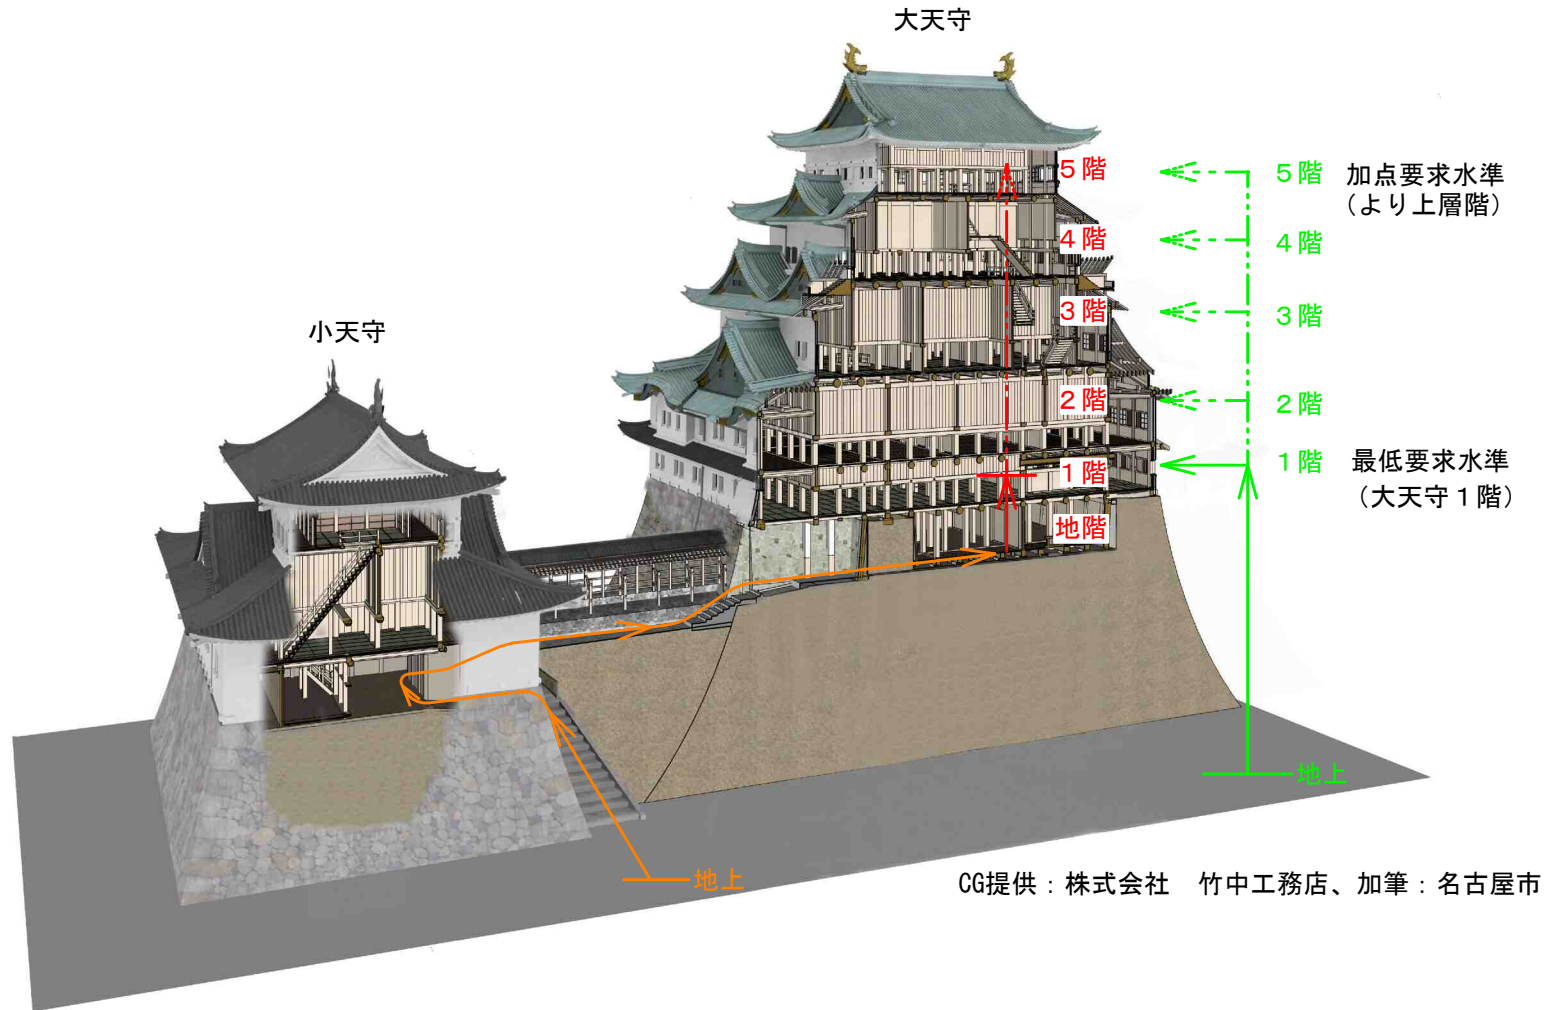 大天守
5階
5階 加点要求水準
(より上層階)
4階
4階
3階
3階
小天守
2階
2階
1階
1階 最低要求水準
(大天守1階)
地階
地上
地上
CG提供：株式会社　竹中工務店、加筆：名古屋市